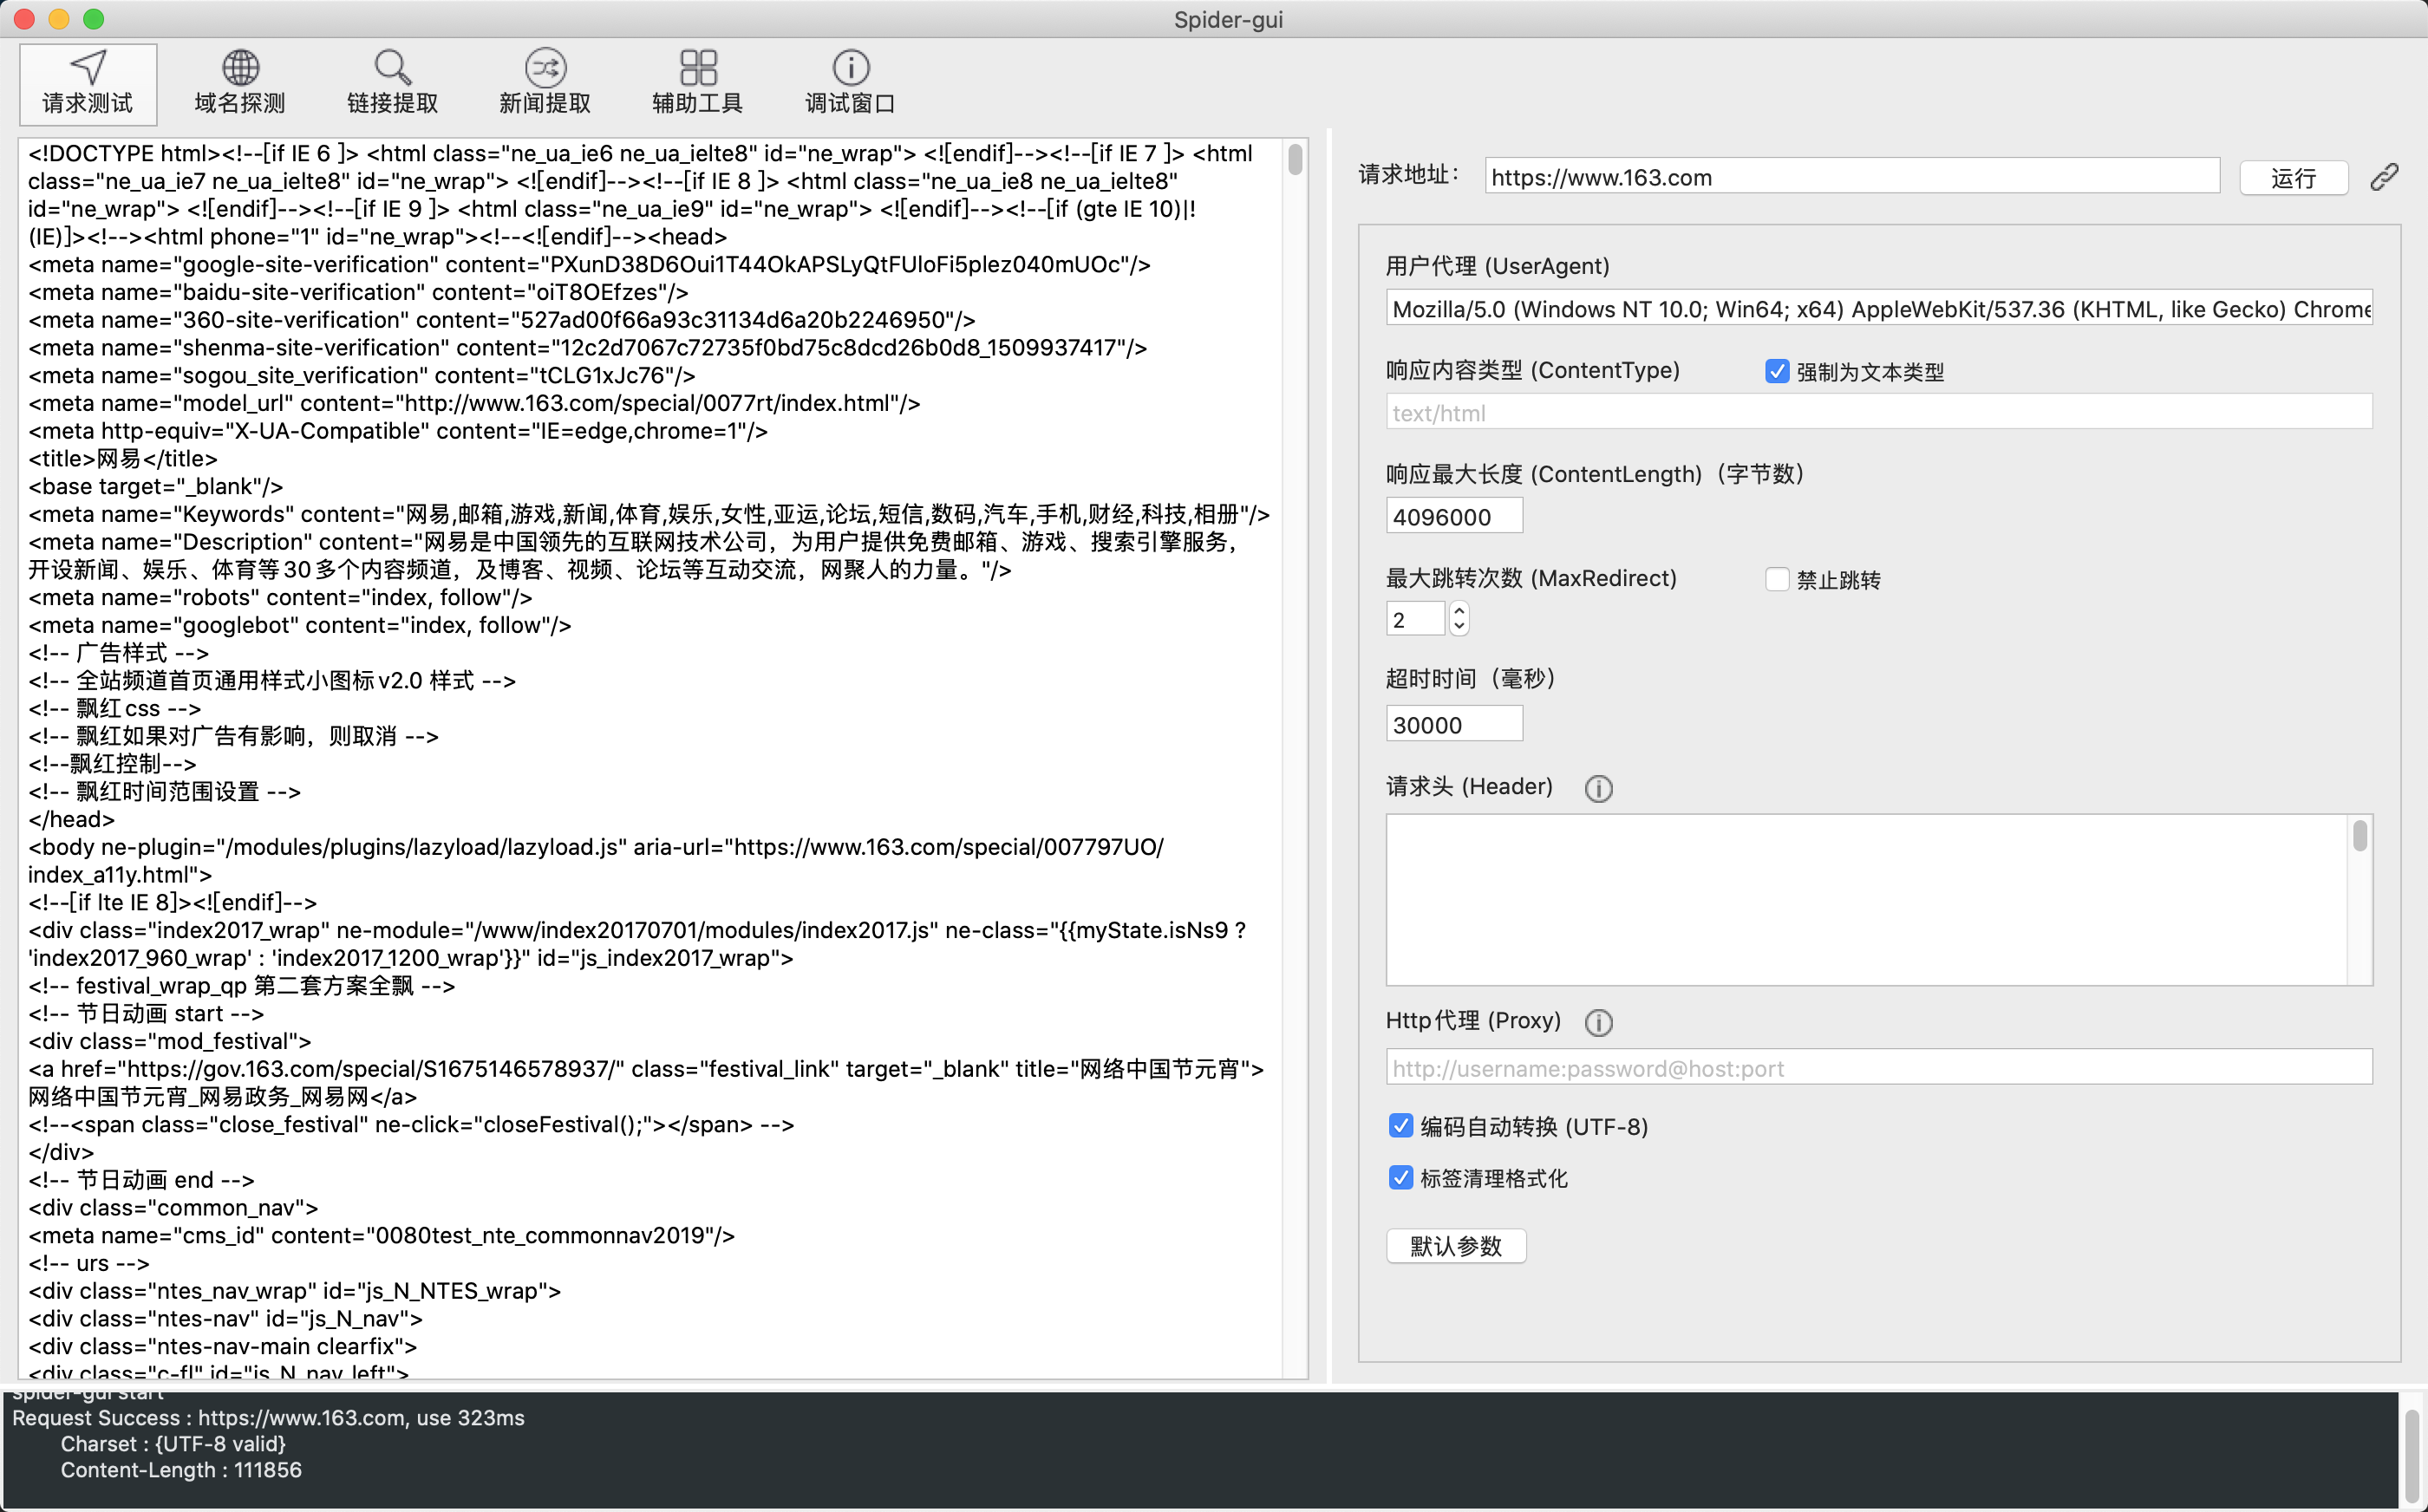 Spider-gui
请求测试
域名探测
链接提取
新闻提取
辅助工具
调试窗口
<!DOCTYPE html><!--[if IE 6 ]> <html class="ne_ua_ie6 ne_ua_ielte8" id="ne_wrap"> <![endif]--><!--[if IE 7 ]> <html
class="ne_ua_ie7 ne_ua_ielte8" id="ne_wrap"> <![endif]--><!--[if IE 8 ]> <html class="ne_ua_ie8 ne_ua_ielte8"
id="ne_wrap"> <![endif]--><!--[if IE 9 ]> <html class="ne_ua_ie9" id="ne_wrap"> <![endif]--><!--[if (gte IE 10)|!
(IE)]><!--><html phone="1" id="ne_wrap"><!--<![endif]--><head>
<meta name="google-site-verification" content="PXunD38D6Oui1T44OkAPSLyQtFUloFi5plez040mUOc"/>
<meta name="baidu-site-verification" content="oiT8OEfzes"/>
<meta name="360-site-verification" content="527ad00f66a93c31134d6a20b2246950"/>
<meta name="shenma-site-verification" content="12c2d7067c72735f0bd75c8dcd26b0d8_1509937417"/>
<meta name="sogou_site_verification" content="tCLG1xJc76"/>
<meta name="model_url" content="http://www.163.com/special/0077rt/index.html"/>
<meta http-equiv="X-UA-Compatible" content="IE=edge,chrome=1"/>
<title>网易</title>
<base target="_blank"/>
<meta name="Keywords" content="网易,邮箱,游戏,新闻,体育,娱乐,女性,亚运,论坛,短信,数码,汽车,手机,财经,科技,相册"/>
<meta name="Description" content="网易是中国领先的互联网技术公司，为用户提供免费邮箱、游戏、搜索引擎服务，
开设新闻、娱乐、体育等30多个内容频道，及博客、视频、论坛等互动交流，网聚人的力量。"/>
<meta name="robots" content="index, follow"/>
<meta name="googlebot" content="index, follow"/>
<!-- 广告样式 -->
<!-- 全站频道首页通用样式小图标v2.0 样式 -->
<!-- 飘红css -->
<!-- 飘红如果对广告有影响，则取消 -->
<!--飘红控制-->
<!-- 飘红时间范围设置 -->
</head>
<body ne-plugin="/modules/plugins/lazyload/lazyload.js" aria-url="https://www.163.com/special/007797UO/
index_a11y.html">
<!--[if lte IE 8]><![endif]-->
<div class="index2017_wrap" ne-module="/www/index20170701/modules/index2017.js" ne-class="{{myState.isNs9 ?
'index2017_960_wrap' : 'index2017_1200_wrap'}}" id="js_index2017_wrap">
<!-- festival_wrap_qp 第二套方案全飘 -->
<!-- 节日动画 start -->
<div class="mod_festival">
<a href="https://gov.163.com/special/S1675146578937/" class="festival_link" target="_blank" title="网络中国节元宵">
网络中国节元宵_网易政务_网易网</a>
<!--<span class="close_festival" ne-click="closeFestival();"></span> -->
</div>
<!-- 节日动画 end -->
<div class="common_nav">
<meta name="cms_id" content="0080test_nte_commonnav2019"/>
<!-- urs -->
<div class="ntes_nav_wrap" id="js_N_NTES_wrap">
<div class="ntes-nav" id="js_N_nav">
<div class="ntes-nav-main clearfix">
<div class="c-fl" id="js_N_nav_left">
请求地址：
https://www.163.com
运行
用户代理 (UserAgent)
Mozilla/5.0 (Windows NT 10.0; Win64; x64) AppleWebKit/537.36 (KHTML, like Gecko) Chrome
响应内容类型 (ContentType)
强制为文本类型
text/html
响应最大长度 (ContentLength)（字节数）
4096000
最大跳转次数 (MaxRedirect)
禁止跳转
2
超时时间（毫秒）
30000
请求头 (Header)
Http代理 (Proxy)
http://username:password@host:port
编码自动转换 (UTF-8)
标签清理格式化
默认参数
spider-gui start
Request Success : https://www.163.com, use 323ms
Charset : {UTF-8 valid}
Content-Length : 111856